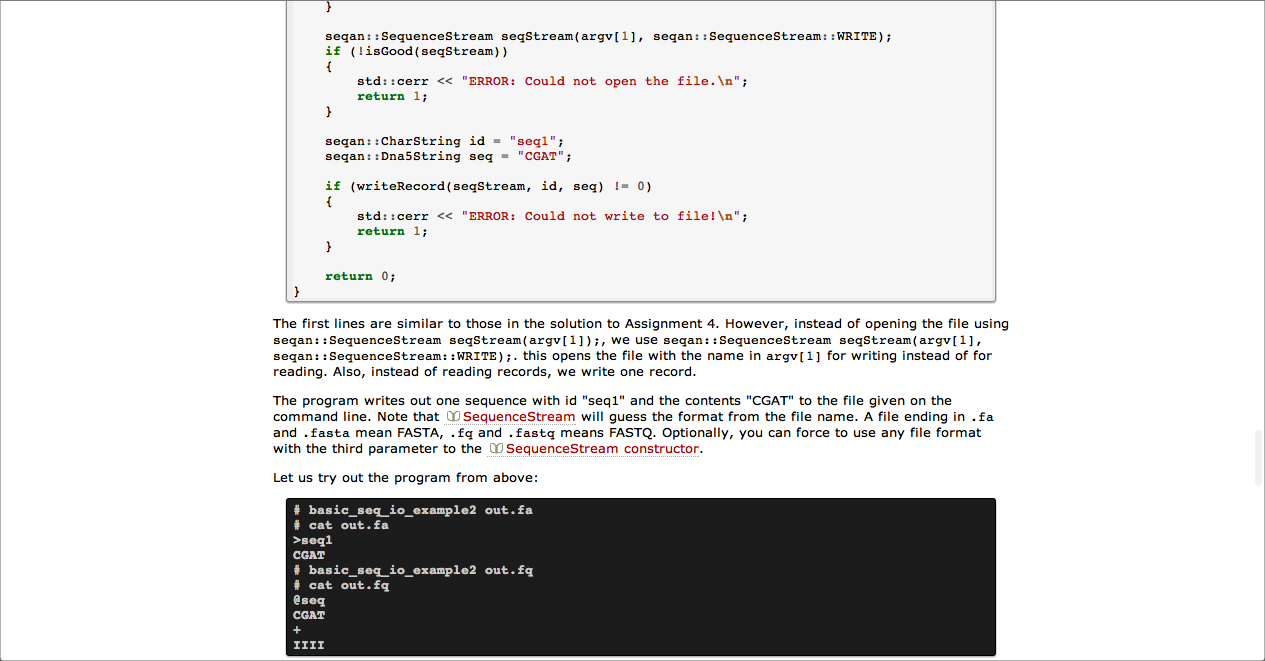 }
seqan::SequenceStream seqStream(argv[1], seqan::SequenceStream::WRITE);
if (!isGood(seqStream))
{
std::cerr << "ERROR: Could not open the file.\n";
return 1;
}
seqan::CharString id = "seq1";
seqan::Dna5String seq = "CGAT";
if (writeRecord(seqStream, id, seq) != 0)
{
std::cerr << "ERROR: Could not write to file!\n";
return 1;
}
return 0;
}
The first lines are similar to those in the solution to Assignment 4. However, instead of opening the file using
seqan::SequenceStream seqStream(argv[1]);, we use seqan::SequenceStream seqStream(argv[1],
seqan::SequenceStream::WRITE);. this opens the file with the name in argv[1] for writing instead of for
reading. Also, instead of reading records, we write one record.
The program writes out one sequence with id "seq1" and the contents "CGAT" to the file given on the
command line. Note that SequenceStream will guess the format from the file name. A file ending in .fa
and .fasta mean FASTA, .fq and .fastq means FASTQ. Optionally, you can force to use any file format
with the third parameter to the SequenceStream constructor.
Let us try out the program from above:
# basic_seq_io_example2 out.fa
# cat out.fa
>seq1
CGAT
# basic_seq_io_example2 out.fq
# cat out.fq
@seq
CGAT
+
IIII